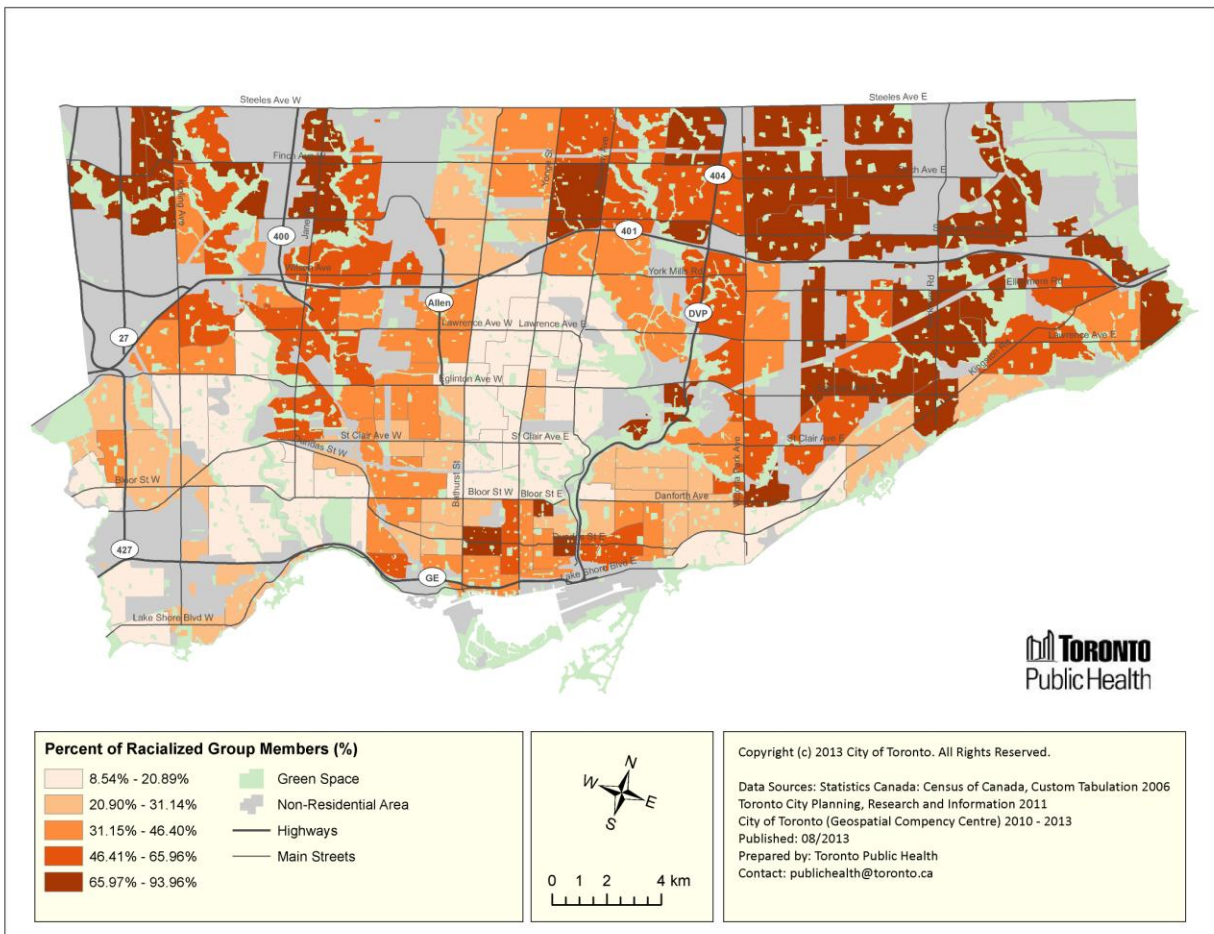 Steeles Ave W
Steeles Ave E
Finch Ave W
404
400
Jane
401
Wilson Ave
York Mills Rd
Ellesmere Rd
Allen
DVP
27
Lawrence Ave W
Lawrence Ave E
Lawrence Ave E
Kingston Rd
Eglinton Ave W
St Clair Ave W
St Clair Ave E
St Clair Ave E
Dundas St W
Bathurst St
Victoria Park Ave
Bloor St W
Bloor St W
Bloor St E
Danforth Ave
Dundas St E
427
GE
Lake Shore Blvd E
Lake Shore Blvd W
TORONTO
Public Health
Percent of Racialized Group Members (%)
8.54% - 20.89%
20.90% - 31.14%
31.15% - 46.40%
46.41% - 65.96%
65.97% - 93.96%
Green Space
Non-Residential Area
Highways
Main Streets
N
W
E
S
0 1 2 4 km
Copyright (c) 2013 City of Toronto. All Rights Reserved.
Data Sources: Statistics Canada: Census of Canada, Custom Tabulation 2006
Toronto City Planning, Research and Information 2011
City of Toronto (Geospatial Compency Centre) 2010 - 2013
Published: 08/2013
Prepared by: Toronto Public Health
Contact: publichealth@toronto.ca